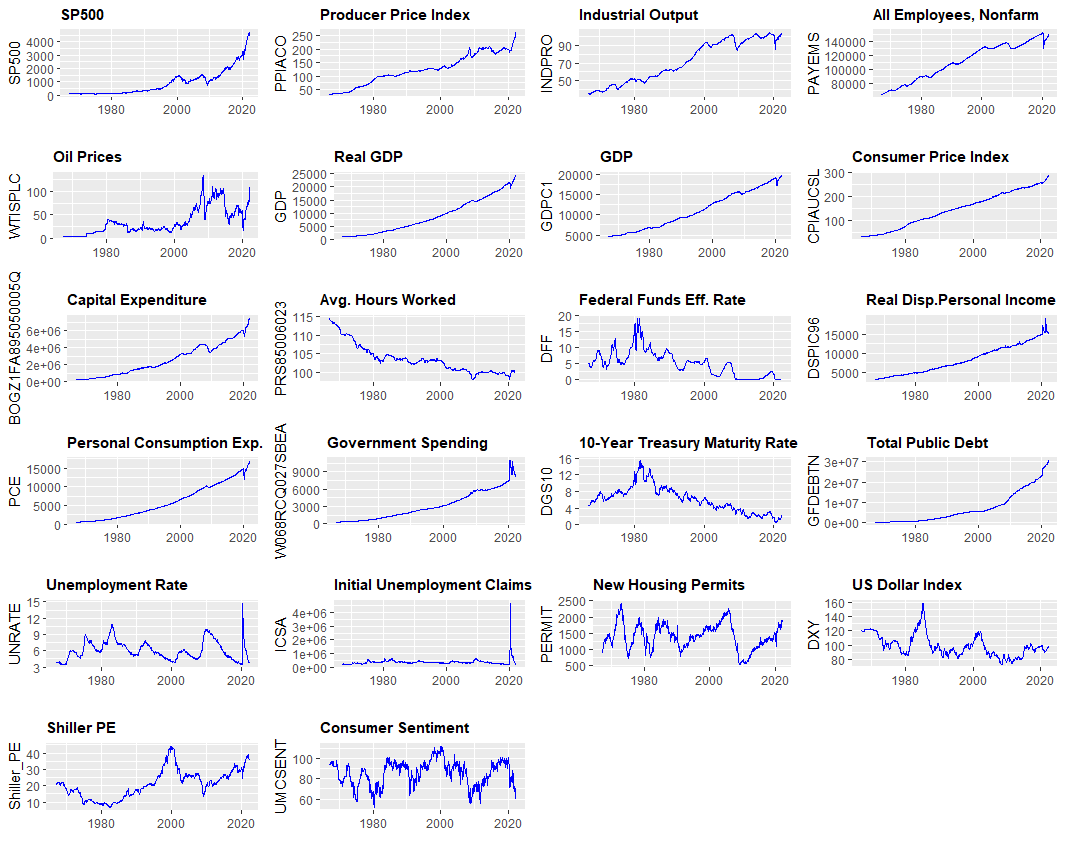 SP500
Producer Price Index
Industrial Output
All Employees, Nonfarm
SP500
4000
3000
2000
1000
0
1980
2000
2020
PPIACO
250
200
150
100
50
1980
2000
2020
INDPRO
90
70
50
1980
2000
2020
PAYEMS
140000
120000
100000
80000
1980
2000
2020
Oil Prices
Real GDP
GDP
Consumer Price Index
WTISPLC
100
50
0
1980
2000
2020
GDP
25000
20000
15000
10000
5000
0
1980
2000
2020
GDPC1
20000
15000
10000
5000
1980
2000
2020
CPIAUCSL
300
200
100
1980
2000
2020
Capital Expenditure
Avg. Hours Worked
Federal Funds Eff. Rate
Real Disp.Personal Income
BOGZ1FA895050005Q
6e+06
4e+06
2e+06
0e+00
1980
2000
2020
PRS85006023
115
110
105
100
1980
2000
2020
DFF
20
15
10
5
0
1980
2000
2020
DSPIC96
15000
10000
5000
1980
2000
2020
Personal Consumption Exp.
Government Spending
10-Year Treasury Maturity Rate
Total Public Debt
PCE
15000
10000
5000
0
1980
2000
2020
W068RCQ027SBEA
9000
6000
3000
0
1980
2000
2020
DGS10
16
12
8
4
0
1980
2000
2020
GFDEBTN
3e+07
2e+07
1e+07
0e+00
1980
2000
2020
Unemployment Rate
Initial Unemployment Claims
New Housing Permits
US Dollar Index
UNRATE
15
12
9
6
3
1980
2000
2020
ICSA
4e+06
3e+06
2e+06
1e+06
0e+00
1980
2000
2020
PERMIT
2500
2000
1500
1000
500
1980
2000
2020
DXY
160
140
120
100
80
1980
2000
2020
Shiller PE
Consumer Sentiment
Shiller_PE
40
30
20
10
1980
2000
2020
UMCSENT
100
80
60
1980
2000
2020